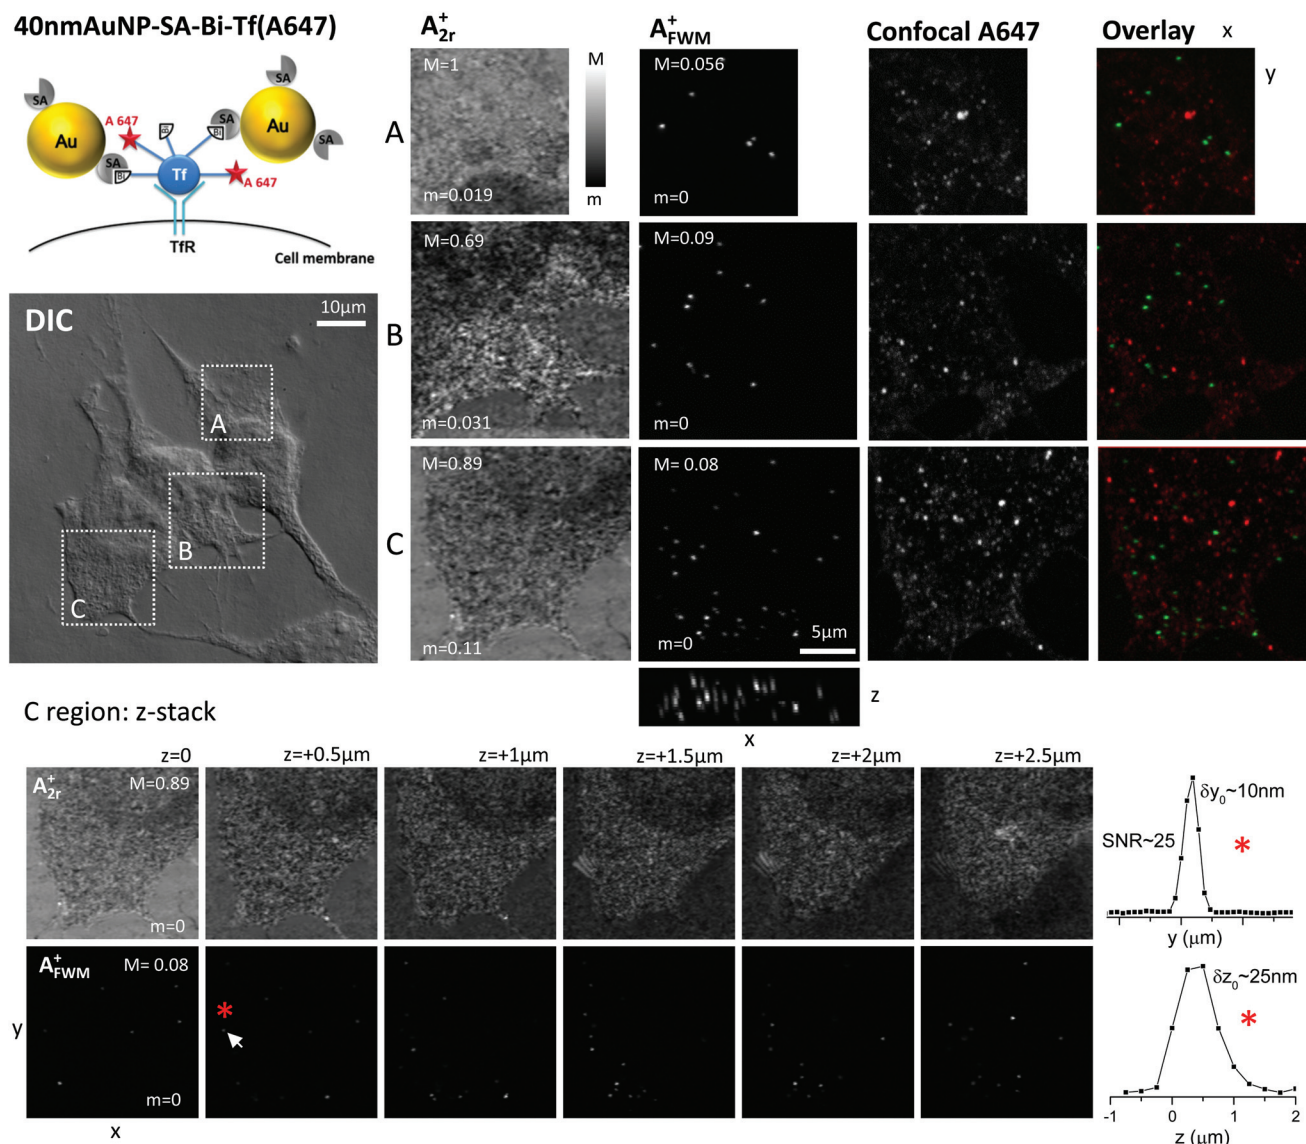 40nmAuNP-SA-Bi-Tf(A647)
SA
SA
Au
A 647
Bi
Bi
SA
Au
SA
SA
Bi
Tf
A 647
TfR
Cell membrane
DIC
10μm
A
B
C
A⁺2r
A⁺FWM
Confocal A647
Overlay
x
y
A
M=1
m=0.019
M
m
M=0.056
m=0
B
M=0.69
m=0.031
M=0.09
m=0
C
M=0.89
m=0.11
M= 0.08
m=0
5μm
z
x
C region: z-stack
z=0
z=+0.5μm
z=+1μm
z=+1.5μm
z=+2μm
z=+2.5μm
A⁺2r
M=0.89
m=0
A⁺FWM
M= 0.08
*
m=0
y
x
δy₀~10nm
SNR~25
*
y (μm)
δz₀~25nm
*
-1 0 1 2
z (μm)